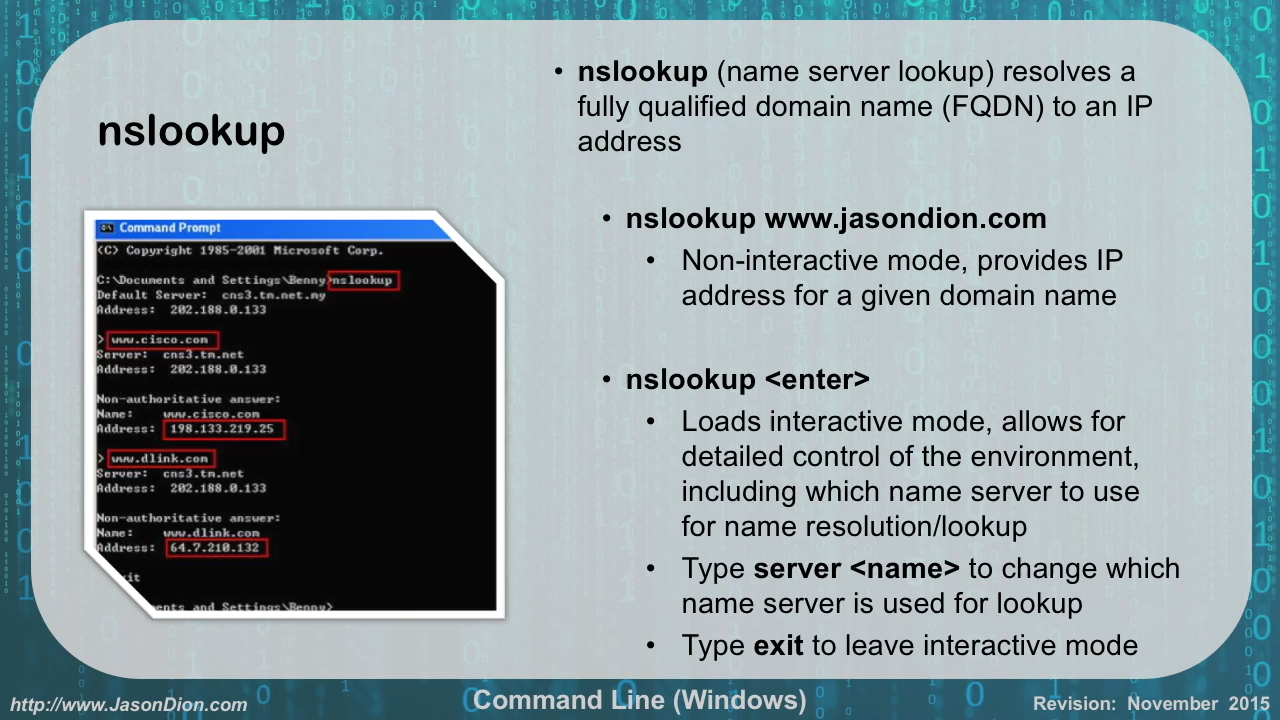 nslookup
• nslookup (name server lookup) resolves a
fully qualified domain name (FQDN) to an IP
address
• nslookup www.jasondion.com
• Non-interactive mode, provides IP
address for a given domain name
• nslookup <enter>
• Loads interactive mode, allows for
detailed control of the environment,
including which name server to use
for name resolution/lookup
• Type server <name> to change which
name server is used for lookup
• Type exit to leave interactive mode
Command Prompt
(C) Copyright 1985-2001 Microsoft Corp.
C:\Documents and Settings\Benny>nslookup
Default Server: cns3.tm.net.my
Address: 202.188.0.133
> www.cisco.com
Server: cns3.tm.net
Address: 202.188.0.133
Non-authoritative answer:
Name: www.cisco.com
Address: 198.133.219.25
> www.dlink.com
Server: cns3.tm.net
Address: 202.188.0.133
Non-authoritative answer:
Name: www.dlink.com
Address: 64.7.210.132
xit
ments and Settings\Benny>
http://www.JasonDion.com
Command Line (Windows)
Revision: November 2015